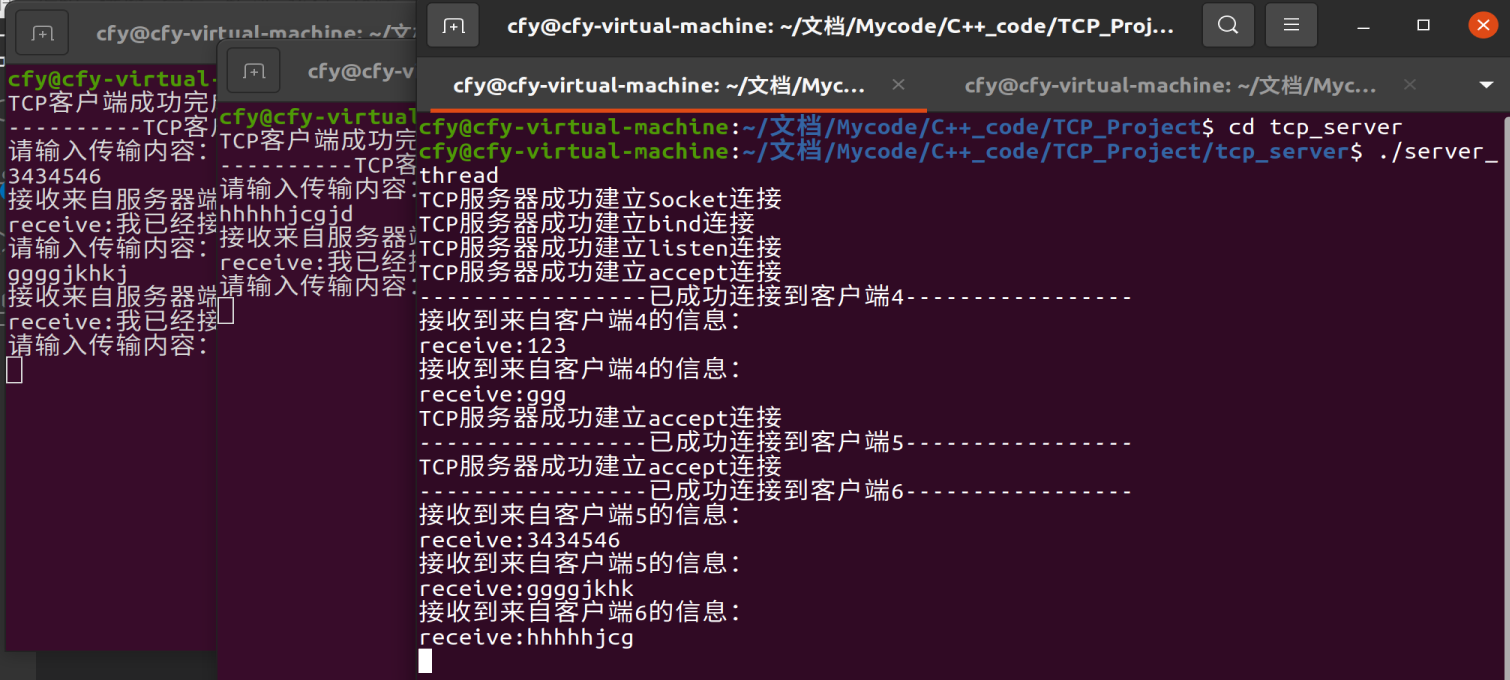 cfy@cfy-virtual-machine: ~/文
cfy@cfy-virtual-
TCP客户端成功完
----------TCP客
请输入传输内容：
3434546
接收来自服务器端
receive:我已经接
请输入传输内容：
ggggjkhkj
接收来自服务器端
receive:我已经接
请输入传输内容：
cfy@cfy-v
cfy@cfy-virtual
TCP客户端成功完
----------TCP客
请输入传输内容：
hhhhhjcgjd
接收来自服务器端
receive:我已经接
请输入传输内容：
cfy@cfy-virtual-machine: ~/文档/Mycode/C++_code/TCP_Proj...
cfy@cfy-virtual-machine: ~/文档/Myc...
cfy@cfy-virtual-machine: ~/文档/Myc...
cfy@cfy-virtual-machine:~/文档/Mycode/C++_code/TCP_Project$ cd tcp_server
cfy@cfy-virtual-machine:~/文档/Mycode/C++_code/TCP_Project/tcp_server$ ./server_
thread
TCP服务器成功建立Socket连接
TCP服务器成功建立bind连接
TCP服务器成功建立listen连接
TCP服务器成功建立accept连接
-----------------已成功连接到客户端4-----------------
接收到来自客户端4的信息：
receive:123
接收到来自客户端4的信息：
receive:ggg
TCP服务器成功建立accept连接
-----------------已成功连接到客户端5-----------------
TCP服务器成功建立accept连接
-----------------已成功连接到客户端6-----------------
接收到来自客户端5的信息：
receive:3434546
接收到来自客户端5的信息：
receive:ggggjkhk
接收到来自客户端6的信息：
receive:hhhhhjcg